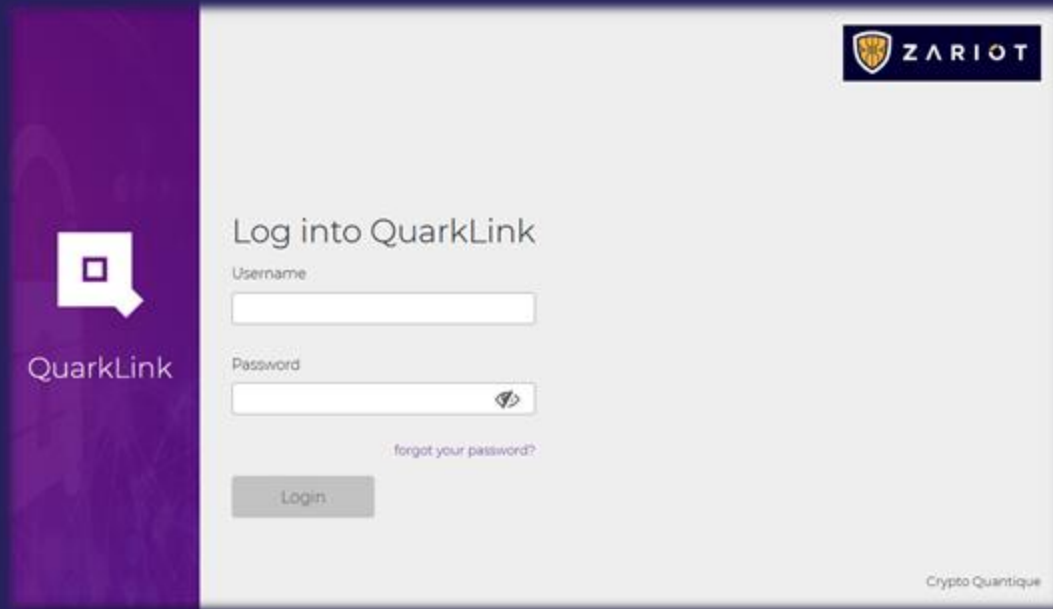 ZARIOT
Log into QuarkLink
Username
QuarkLink
Password
forgot your password?
Login
Crypto Quantique